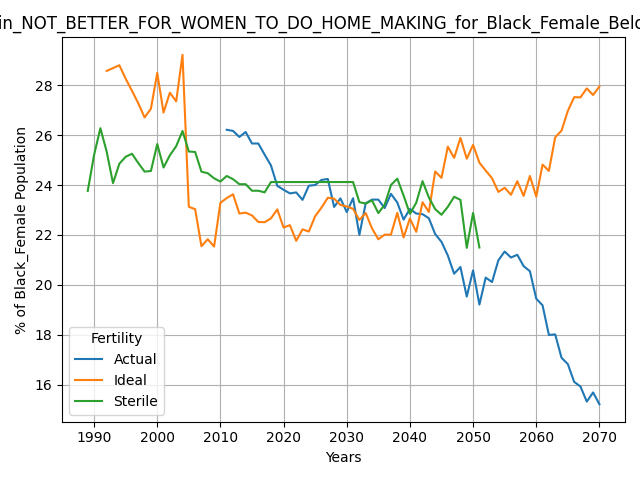 in_NOT_BETTER_FOR_WOMEN_TO_DO_HOME_MAKING_for_Black_Female_Belo
% of Black_Female Population
28
26
24
22
20
18
16
Fertility
Actual
Ideal
Sterile
1990 2000 2010 2020 2030 2040 2050 2060 2070
Years